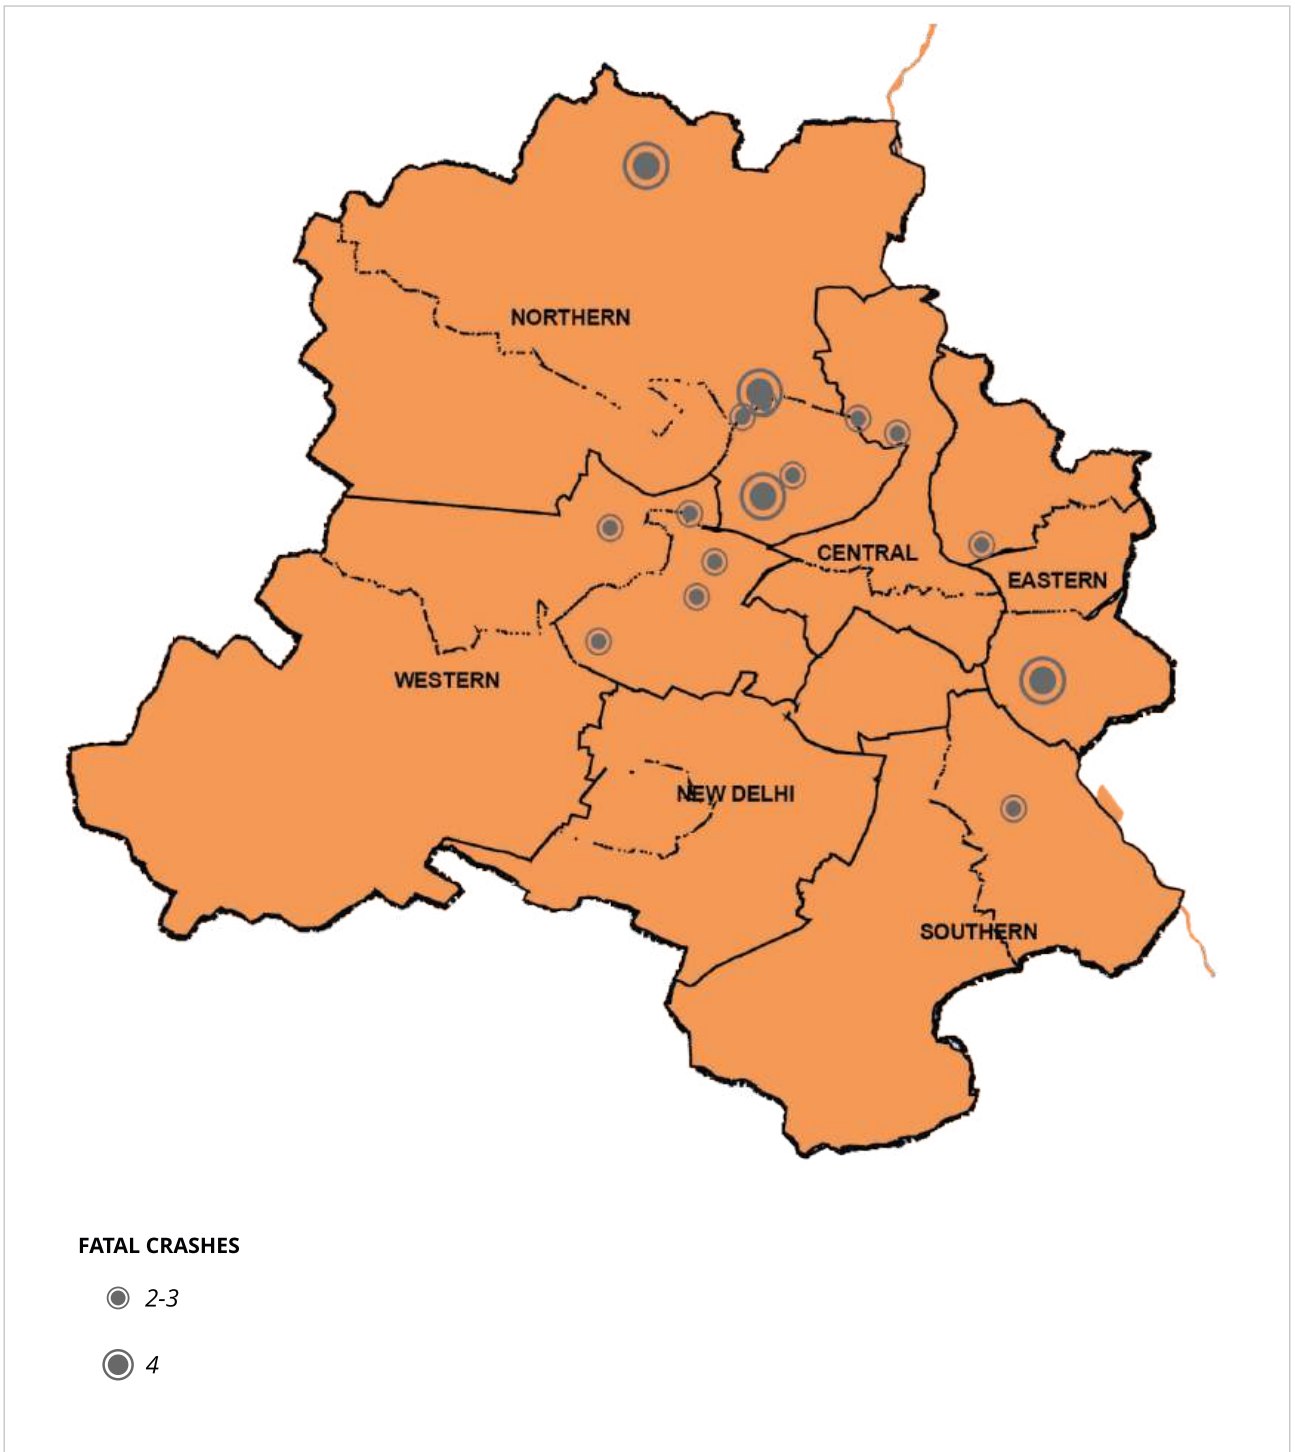 NORTHERN
CENTRAL
EASTERN
WESTERN
NEW DELHI
SOUTHERN
FATAL CRASHES
2-3
4